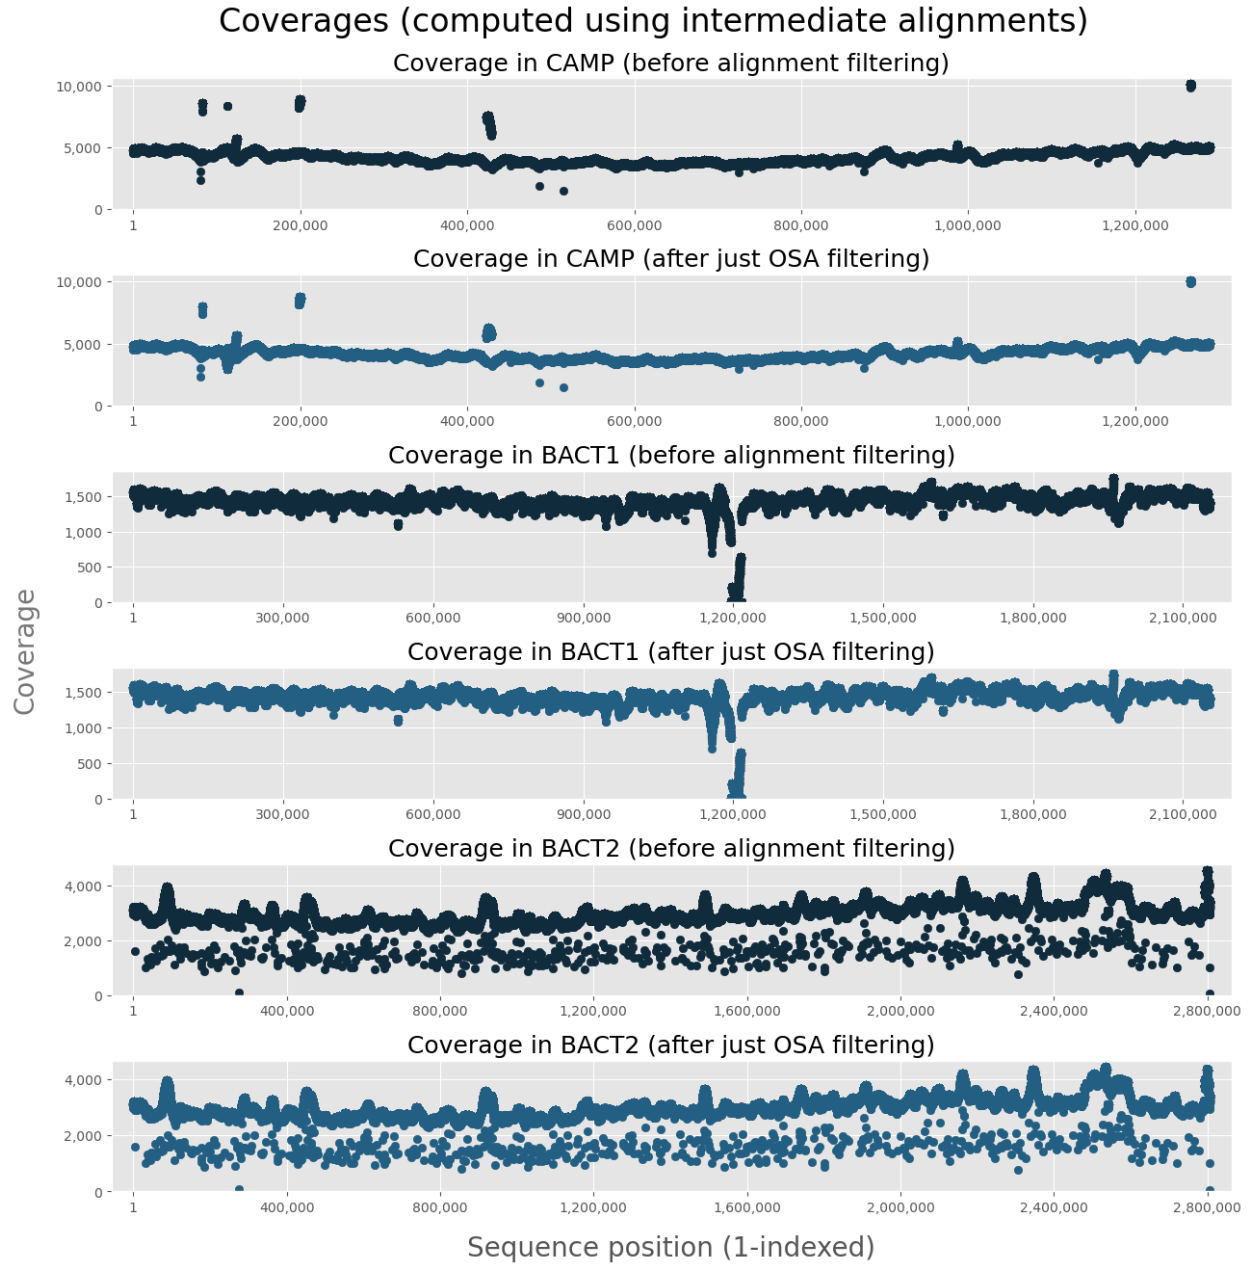 Coverages (computed using intermediate alignments)
Coverage in CAMP (before alignment filtering)
10,000
5,000
0
1 200,000 400,000 600,000 800,000 1,000,000 1,200,000
Coverage in CAMP (after just OSA filtering)
10,000
5,000
0
1 200,000 400,000 600,000 800,000 1,000,000 1,200,000
Coverage in BACT1 (before alignment filtering)
1,500
1,000
500
0
1 300,000 600,000 900,000 1,200,000 1,500,000 1,800,000 2,100,000
Coverage
Coverage in BACT1 (after just OSA filtering)
1,500
1,000
500
0
1 300,000 600,000 900,000 1,200,000 1,500,000 1,800,000 2,100,000
Coverage in BACT2 (before alignment filtering)
4,000
2,000
0
1 400,000 800,000 1,200,000 1,600,000 2,000,000 2,400,000 2,800,000
Coverage in BACT2 (after just OSA filtering)
4,000
2,000
0
1 400,000 800,000 1,200,000 1,600,000 2,000,000 2,400,000 2,800,000
Sequence position (1-indexed)